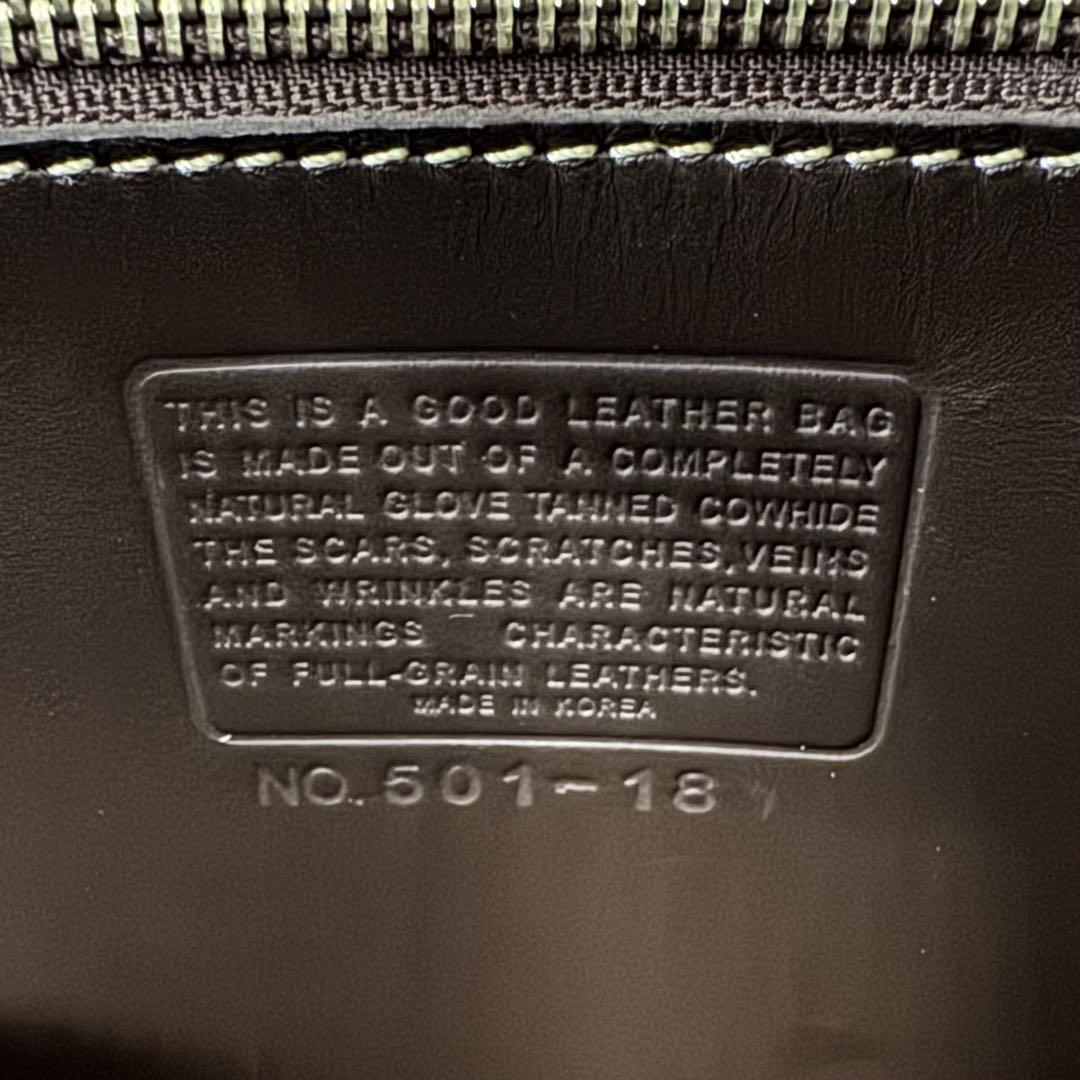 THIS IS A GOOD LEATHER BAG
IS MADE OUT OF A COMPLETELY
NATURAL GLOVE TANNED COWHIDE
THE SCARS, SCRATCHES, VEINS
AND WRINKLES ARE NATURAL
MARKINGS CHARACTERISTIC
OF FULL-GRAIN LEATHERS.
MADE IN KOREA
NO. 501-18